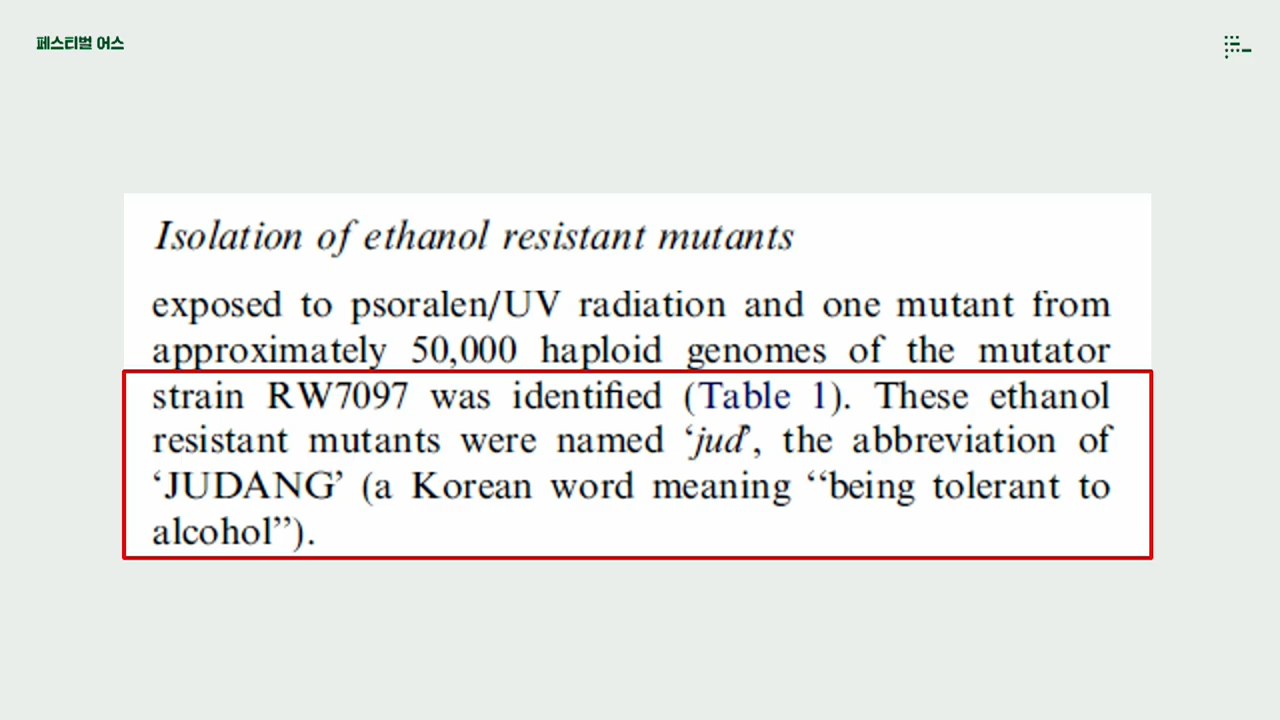 페스티벌 어스
Isolation of ethanol resistant mutants
exposed to psoralen/UV radiation and one mutant from
approximately 50,000 haploid genomes of the mutator
strain RW7097 was identified (Table 1). These ethanol
resistant mutants were named ‘jud’, the abbreviation of
‘JUDANG’ (a Korean word meaning “being tolerant to
alcohol”).